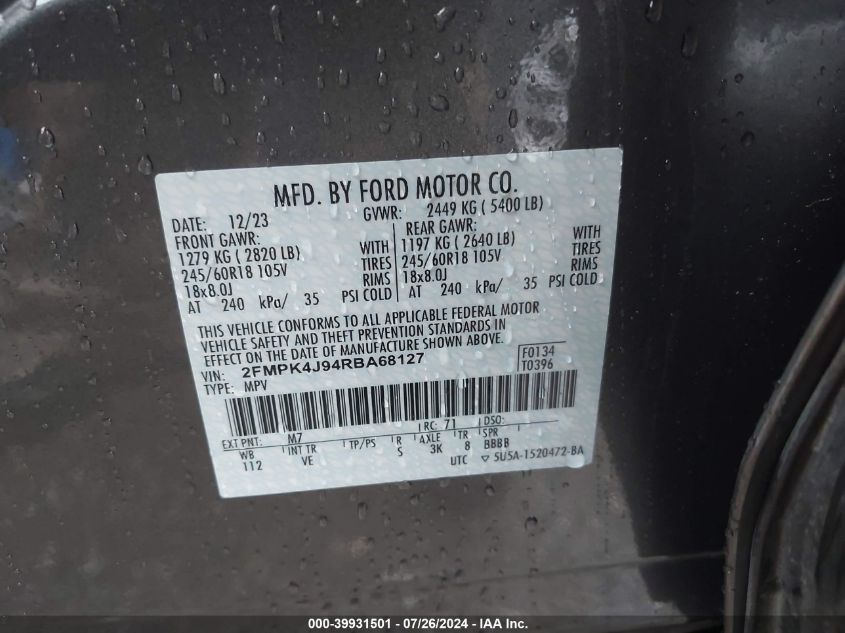 MFD. BY FORD MOTOR CO.
DATE: 12/23 GVWR: 2449 KG ( 5400 LB)
FRONT GAWR: REAR GAWR:
1279 KG ( 2820 LB) WITH 1197 KG ( 2640 LB) WITH
245/60R18 105V TIRES 245/60R18 105V TIRES
18x8.0J RIMS 18x8.0J RIMS
AT 240 kPa/ 35 PSI COLD AT 240 kPa/ 35 PSI COLD
THIS VEHICLE CONFORMS TO ALL APPLICABLE FEDERAL MOTOR
VEHICLE SAFETY AND THEFT PREVENTION STANDARDS IN
EFFECT ON THE DATE OF MANUFACTURE SHOWN ABOVE.
VIN: 2FMPK4J94RBA68127 F0134
TYPE: MPV T0396
EXT PNT: M7 RC: 71 DSO:
WB INT TR TP/PS R AXLE TR SPR
112 VE S 3K 8 BBBB
UTC ▽ 5U5A-1520472-BA
000-39931501 - 07/26/2024 - IAA Inc.